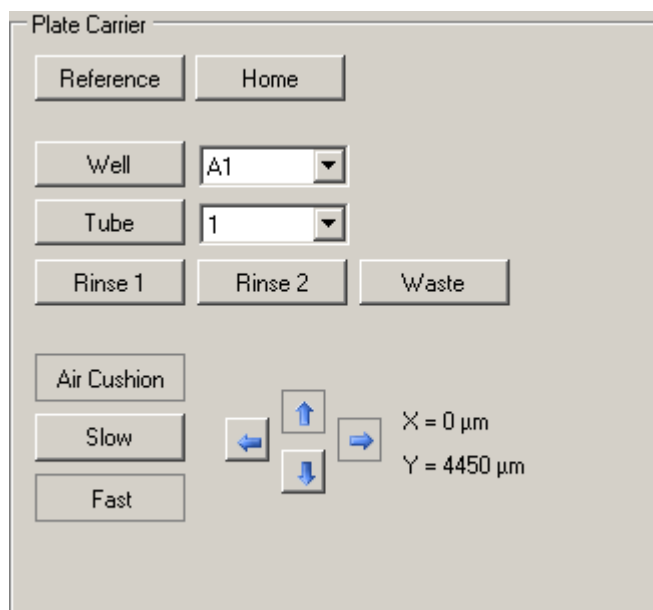 Plate Carrier
Reference Home
Well A1
Tube 1
Rinse 1 Rinse 2 Waste
Air Cushion
Slow
Fast
X = 0 µm
Y = 4450 µm